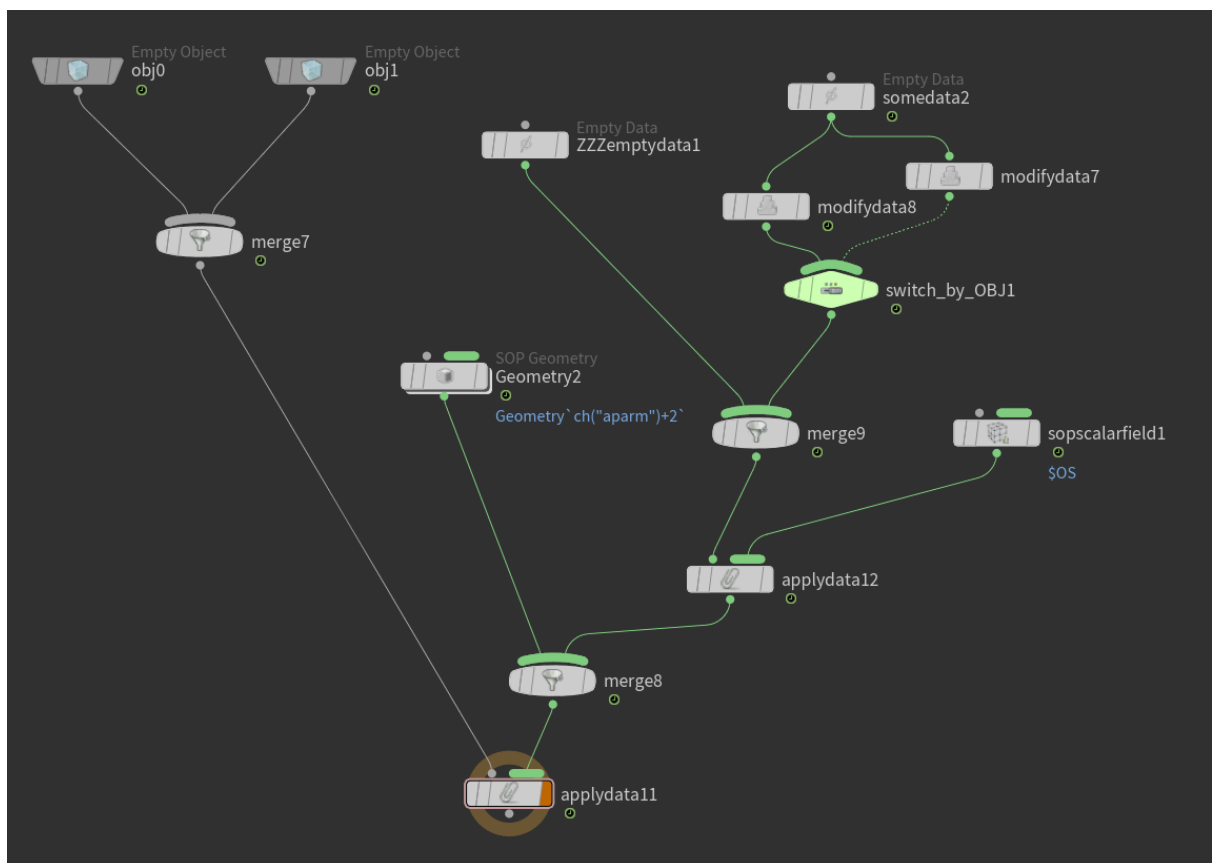 Empty Object
obj0
Empty Object
obj1
Empty Data
somedata2
Empty Data
ZZZemptydata1
modifydata7
modifydata8
merge7
switch_by_OBJ1
SOP Geometry
Geometry2
Geometry`ch("aparm")+2`
merge9
sopscalarfield1
$OS
applydata12
merge8
applydata11